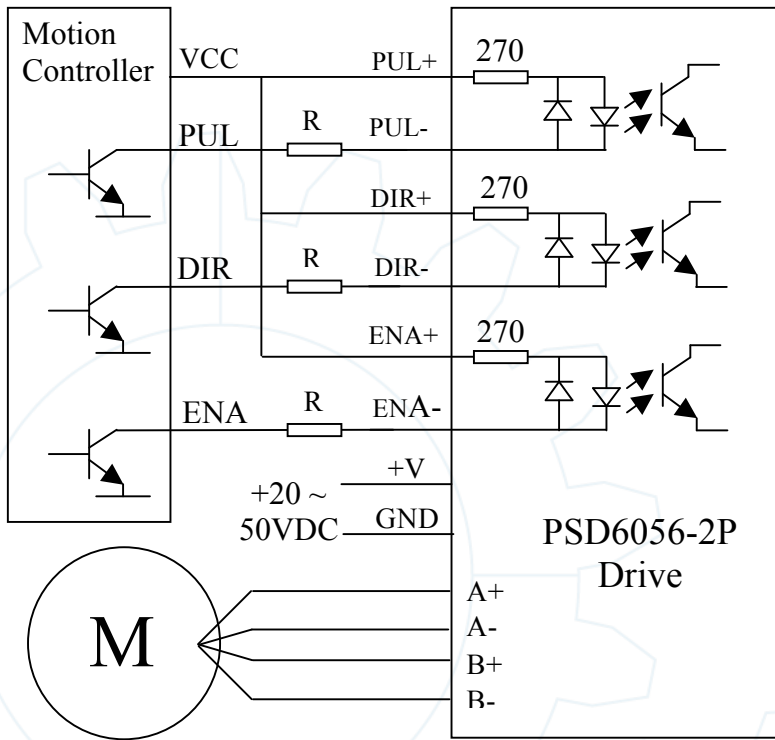 Motion
Controller
VCC
PUL+
270
PUL
R
PUL-
DIR+
270
DIR
R
DIR-
ENA+
270
ENA
R
ENA-
+V
+20 ~
50VDC
GND
PSD6056-2P
Drive
M
A+
A-
B+
B-